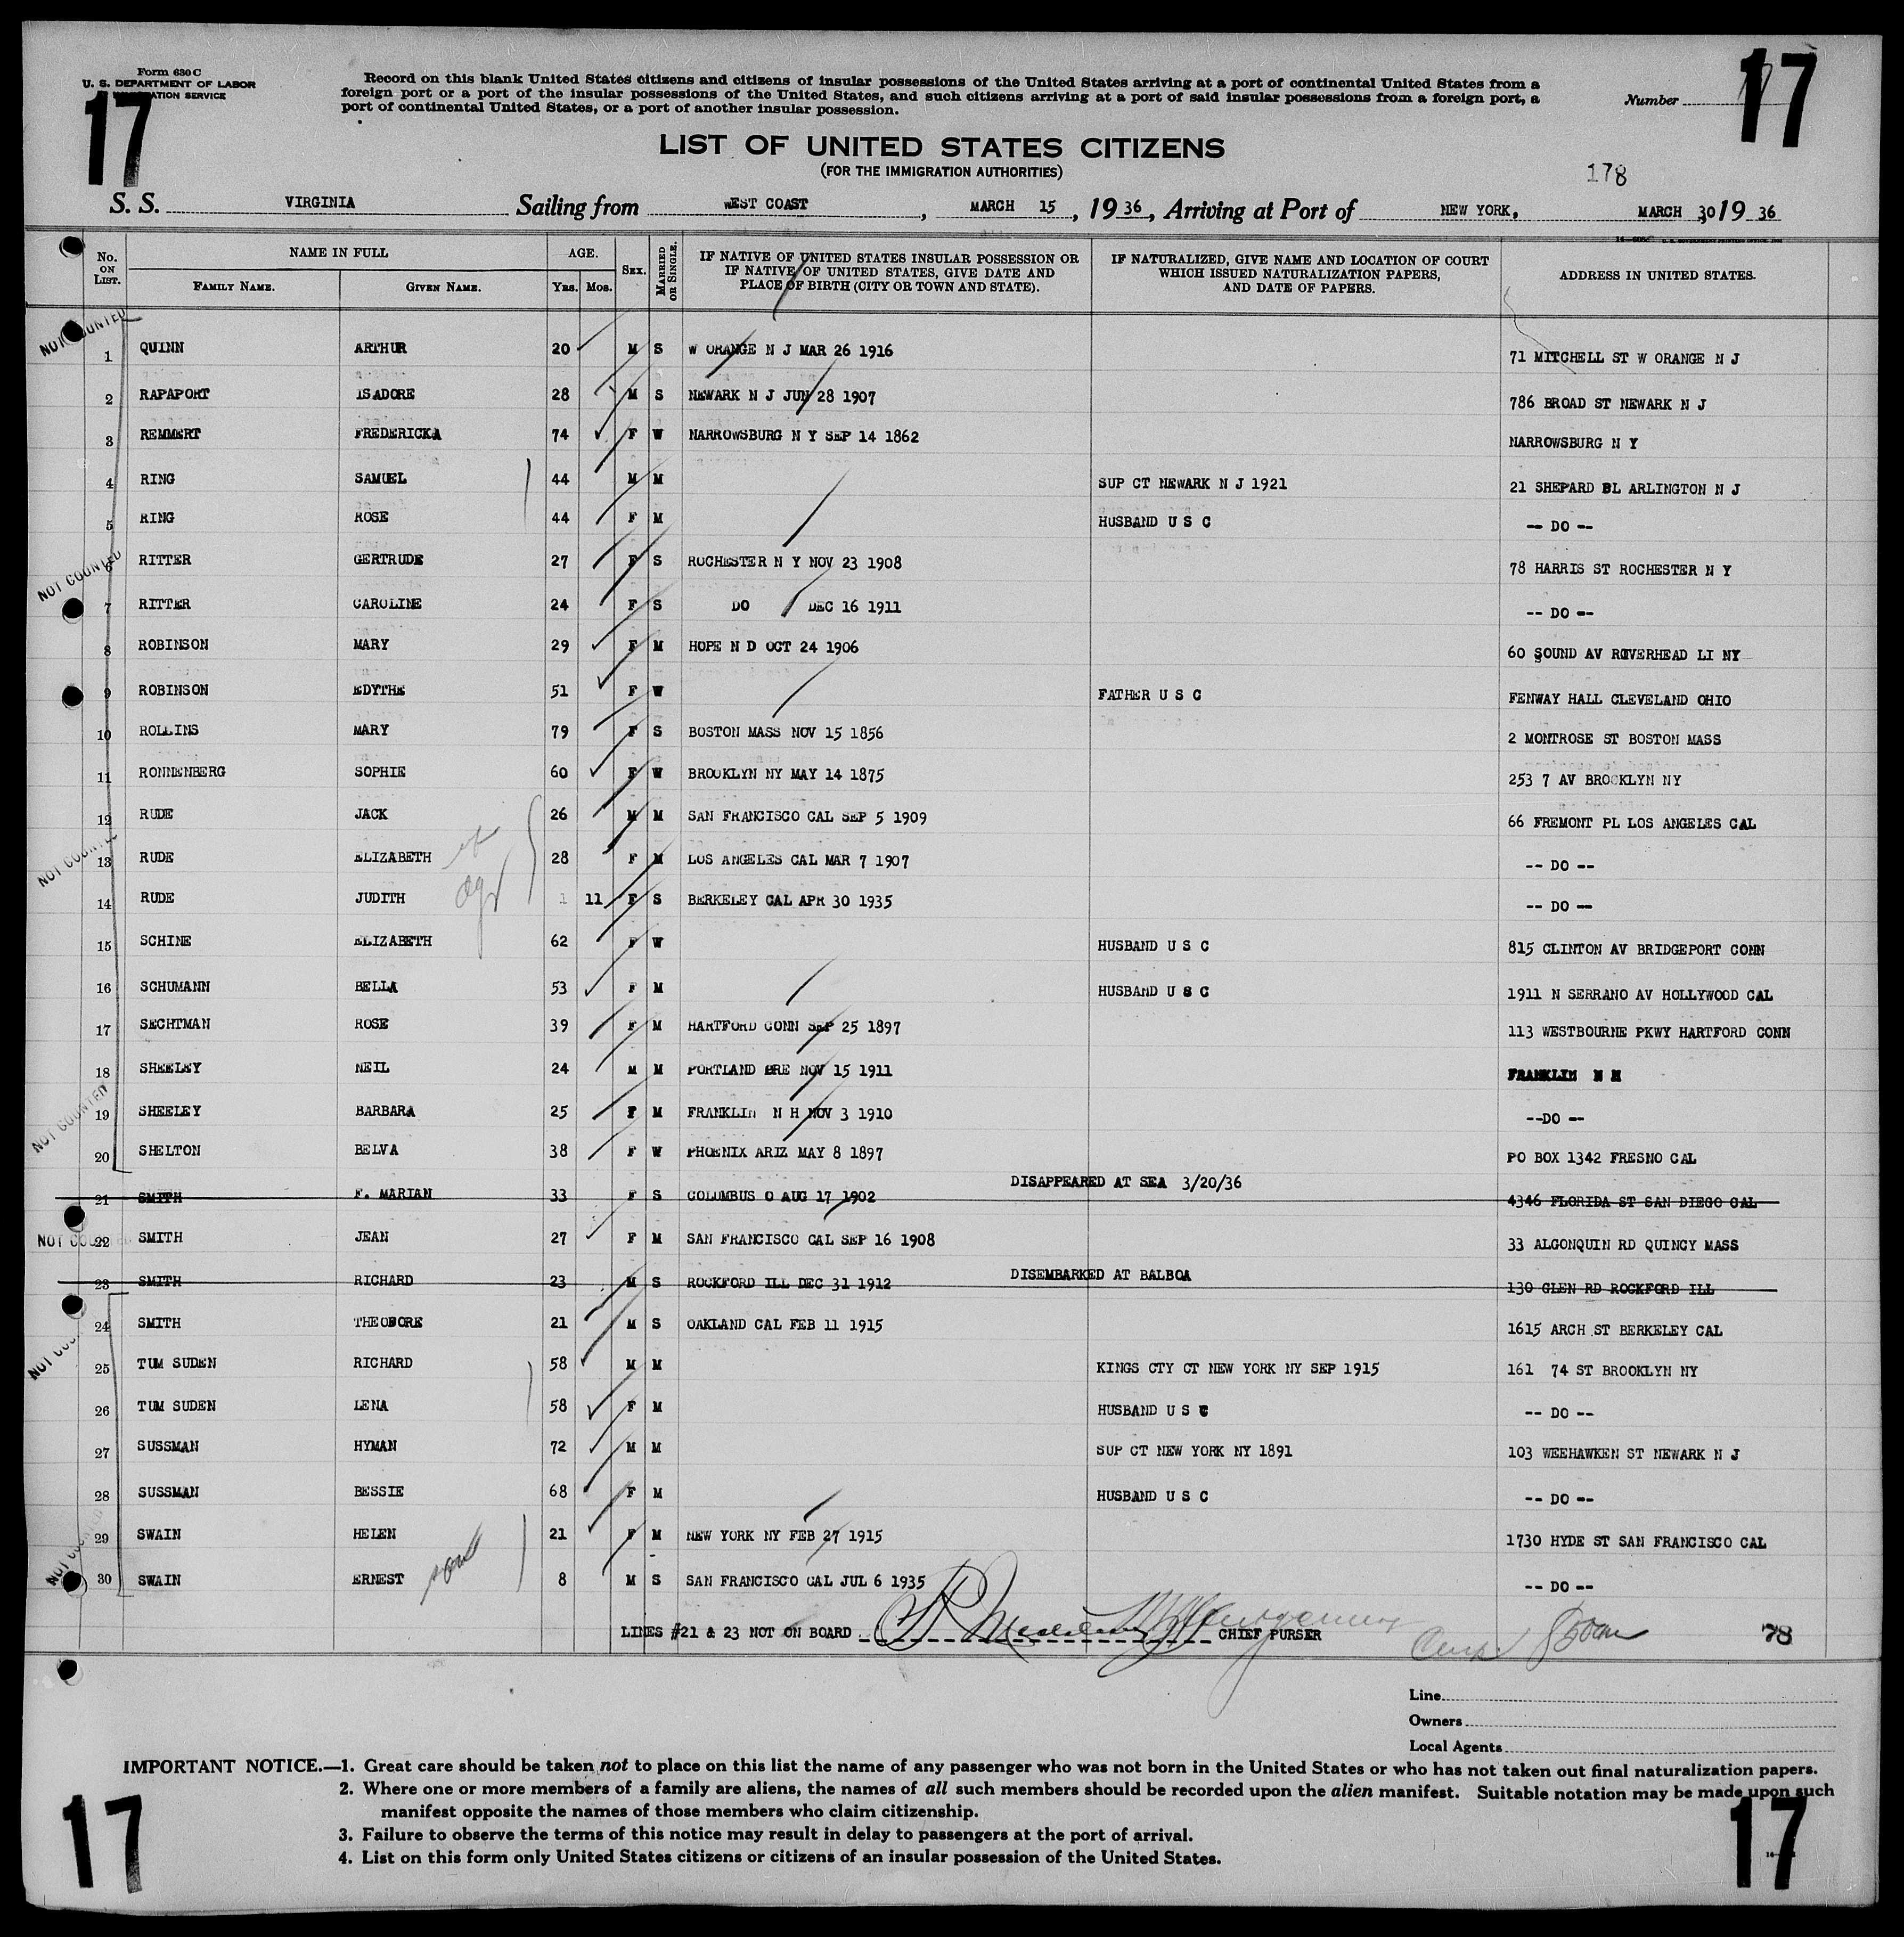 Form 630 C
U. S. DEPARTMENT OF LABOR
IMMIGRATION SERVICE
17
17
Record on this blank United States citizens and citizens of insular possessions of the United States arriving at a port of continental United States from a
foreign port or a port of the insular possessions of the United States, and such citizens arriving at a port of said insular possessions from a foreign port, a
port of continental United States, or a port of another insular possession.
Number 17
LIST OF UNITED STATES CITIZENS
(FOR THE IMMIGRATION AUTHORITIES)
178
S. S. VIRGINIA Sailing from WEST COAST, MARCH 15, 1936, Arriving at Port of NEW YORK, MARCH 30 1936
No. ON LIST. NAME IN FULL FAMILY NAME. GIVEN NAME. AGE. YRS. MOS. SEX. MARRIED OR SINGLE. IF NATIVE OF UNITED STATES INSULAR POSSESSION OR IF NATIVE OF UNITED STATES, GIVE DATE AND PLACE OF BIRTH (CITY OR TOWN AND STATE). IF NATURALIZED, GIVE NAME AND LOCATION OF COURT WHICH ISSUED NATURALIZATION PAPERS, AND DATE OF PAPERS. ADDRESS IN UNITED STATES.
NOT COUNTED
1 QUINN ARTHUR 20 M S W ORANGE N J MAR 26 1916 71 MITCHELL ST W ORANGE N J
2 RAPAPORT ISADORE 28 M S NEWARK N J JUN 28 1907 786 BROAD ST NEWARK N J
3 REMMERT FREDERICKA 74 F W NARROWSBURG N Y SEP 14 1862 NARROWSBURG N Y
4 RING SAMUEL 44 M M SUP CT NEWARK N J 1921 21 SHEPARD PL ARLINGTON N J
5 RING ROSE 44 F M HUSBAND U S C -- DO --
NOT COUNTED
6 RITTER GERTRUDE 27 F S ROCHESTER N Y NOV 23 1908 78 HARRIS ST ROCHESTER N Y
7 RITTER CAROLINE 24 F S DO DEC 16 1911 -- DO --
8 ROBINSON MARY 29 F M HOPE N D OCT 24 1906 60 SOUND AV RIVERHEAD LI NY
9 ROBINSON EDYTHE 51 F W FATHER U S C FENWAY HALL CLEVELAND OHIO
10 ROLLINS MARY 79 F S BOSTON MASS NOV 15 1856 2 MONTROSE ST BOSTON MASS
11 RONNENBERG SOPHIE 60 F W BROOKLYN NY MAY 14 1875 253 7 AV BROOKLYN NY
12 RUDE JACK 26 M M SAN FRANCISCO CAL SEP 5 1909 66 FREMONT PL LOS ANGELES CAL
NOT COUNTED
13 RUDE ELIZABETH wf 28 F M LOS ANGELES CAL MAR 7 1907 -- DO --
14 RUDE JUDITH dgt 1 11 F S BERKELEY CAL APR 30 1935 -- DO --
15 SCHINE ELIZABETH 62 F W HUSBAND U S C 815 CLINTON AV BRIDGEPORT CONN
16 SCHUMANN BELLA 53 F M HUSBAND U S C 1911 N SERRANO AV HOLLYWOOD CAL
17 SECHTMAN ROSE 39 F M HARTFORD CONN SEP 25 1897 113 WESTBOURNE PKWY HARTFORD CONN
18 SHEELEY NEIL 24 M M PORTLAND ORE NOV 15 1911 FRANKLIN N H
NOT COUNTED
19 SHEELEY BARBARA 25 F M FRANKLIN N H NOV 3 1910 --DO --
20 SHELTON BELVA 38 F W PHOENIX ARIZ MAY 8 1897 PO BOX 1342 FRESNO CAL
21 SMITH F. MARIAN 33 F S COLUMBUS O AUG 17 1902 DISAPPEARED AT SEA 3/20/36 4346 FLORIDA ST SAN DIEGO CAL
NOT COUNTED
22 SMITH JEAN 27 F M SAN FRANCISCO CAL SEP 16 1908 33 ALGONQUIN RD QUINCY MASS
23 SMITH RICHARD 23 M S ROCKFORD ILL DEC 31 1912 DISEMBARKED AT BALBOA 130 GLEN RD ROCKFORD ILL
24 SMITH THEODORE 21 M S OAKLAND CAL FEB 11 1915 1615 ARCH ST BERKELEY CAL
NOT COUNTED
25 TUM SUDEN RICHARD 58 M M KINGS CTY CT NEW YORK NY SEP 1915 161 74 ST BROOKLYN NY
26 TUM SUDEN LENA 58 F M HUSBAND U S C -- DO --
27 SUSSMAN HYMAN 72 M M SUP CT NEW YORK NY 1891 103 WEEHAWKEN ST NEWARK N J
28 SUSSMAN BESSIE 68 F M HUSBAND U S C -- DO --
29 SWAIN HELEN 21 F M NEW YORK NY FEB 27 1915 1730 HYDE ST SAN FRANCISCO CAL
NOT COUNTED
30 SWAIN ERNEST son 8 M S SAN FRANCISCO CAL JUL 6 1935 -- DO --
LINES #21 & 23 NOT ON BOARD CHIEF PURSER
78
Line
Owners
Local Agents
IMPORTANT NOTICE.—1. Great care should be taken not to place on this list the name of any passenger who was not born in the United States or who has not taken out final naturalization papers.
2. Where one or more members of a family are aliens, the names of all such members should be recorded upon the alien manifest. Suitable notation may be made upon such
manifest opposite the names of those members who claim citizenship.
3. Failure to observe the terms of this notice may result in delay to passengers at the port of arrival.
4. List on this form only United States citizens or citizens of an insular possession of the United States.
17
17